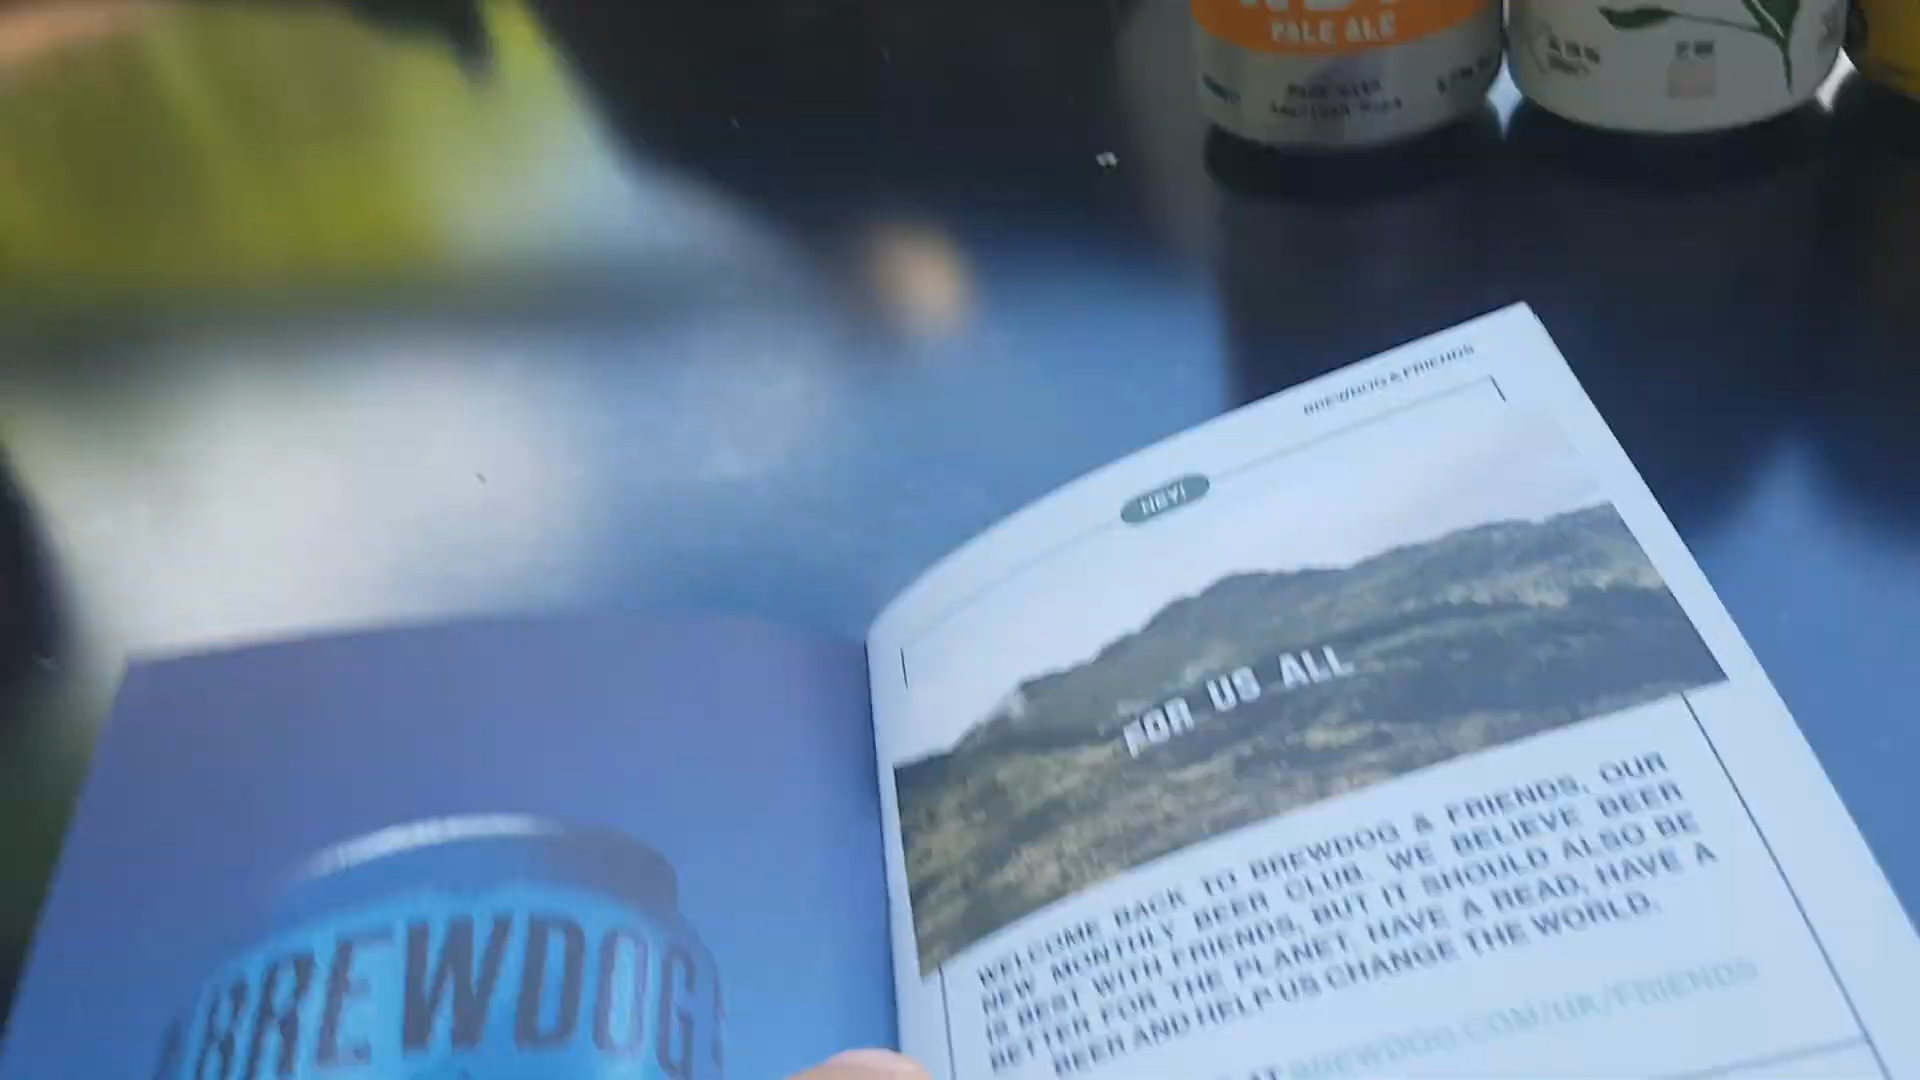 PALE ALE
BREWDOG & FRIENDS
NEW!
FOR US ALL
WELCOME BACK TO BREWDOG & FRIENDS, OUR
NEW MONTHLY BEER CLUB. WE BELIEVE BEER
IS BEST WITH FRIENDS, BUT IT SHOULD ALSO BE
BETTER FOR THE PLANET. HAVE A READ, HAVE A
BEER AND HELP US CHANGE THE WORLD.
AT BREWDOG.COM/UK/FRIENDS
BREWDOG